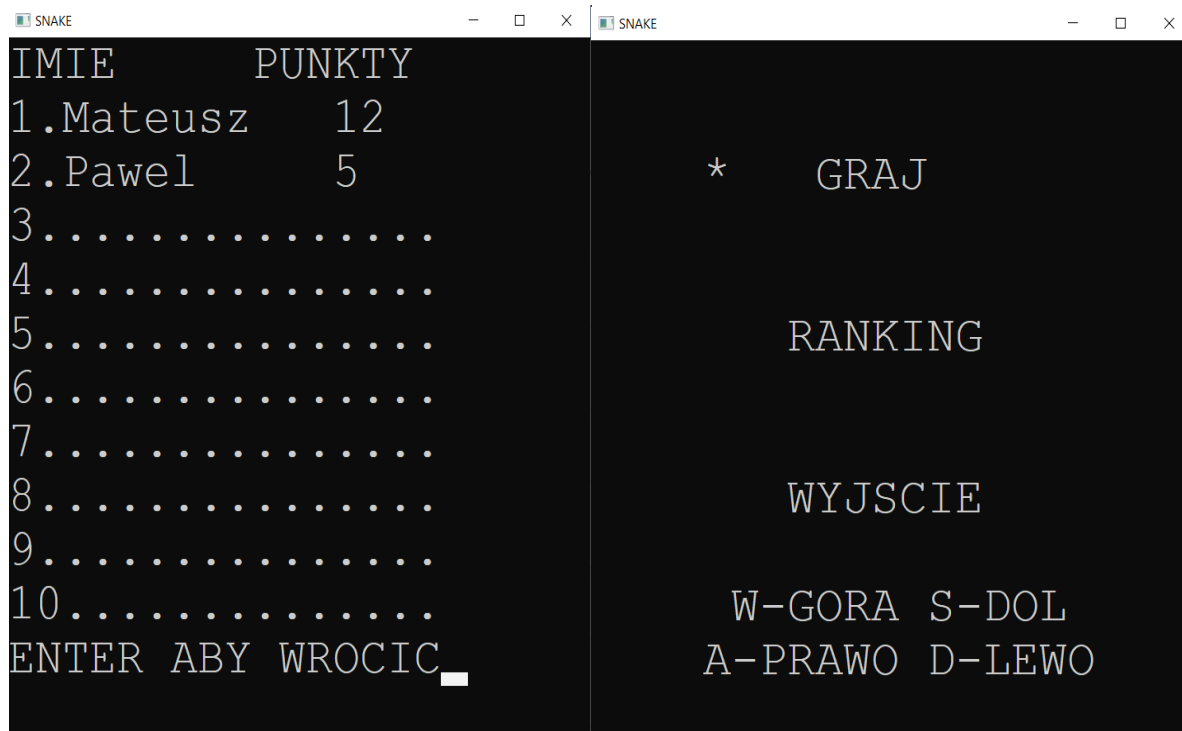 SNAKE
IMIE PUNKTY
1.Mateusz 12
2.Pawel 5
3...............
4...............
5...............
6...............
7...............
8...............
9...............
10..............
ENTER ABY WROCIC_
SNAKE
* GRAJ
RANKING
WYJSCIE
W-GORA S-DOL
A-PRAWO D-LEWO